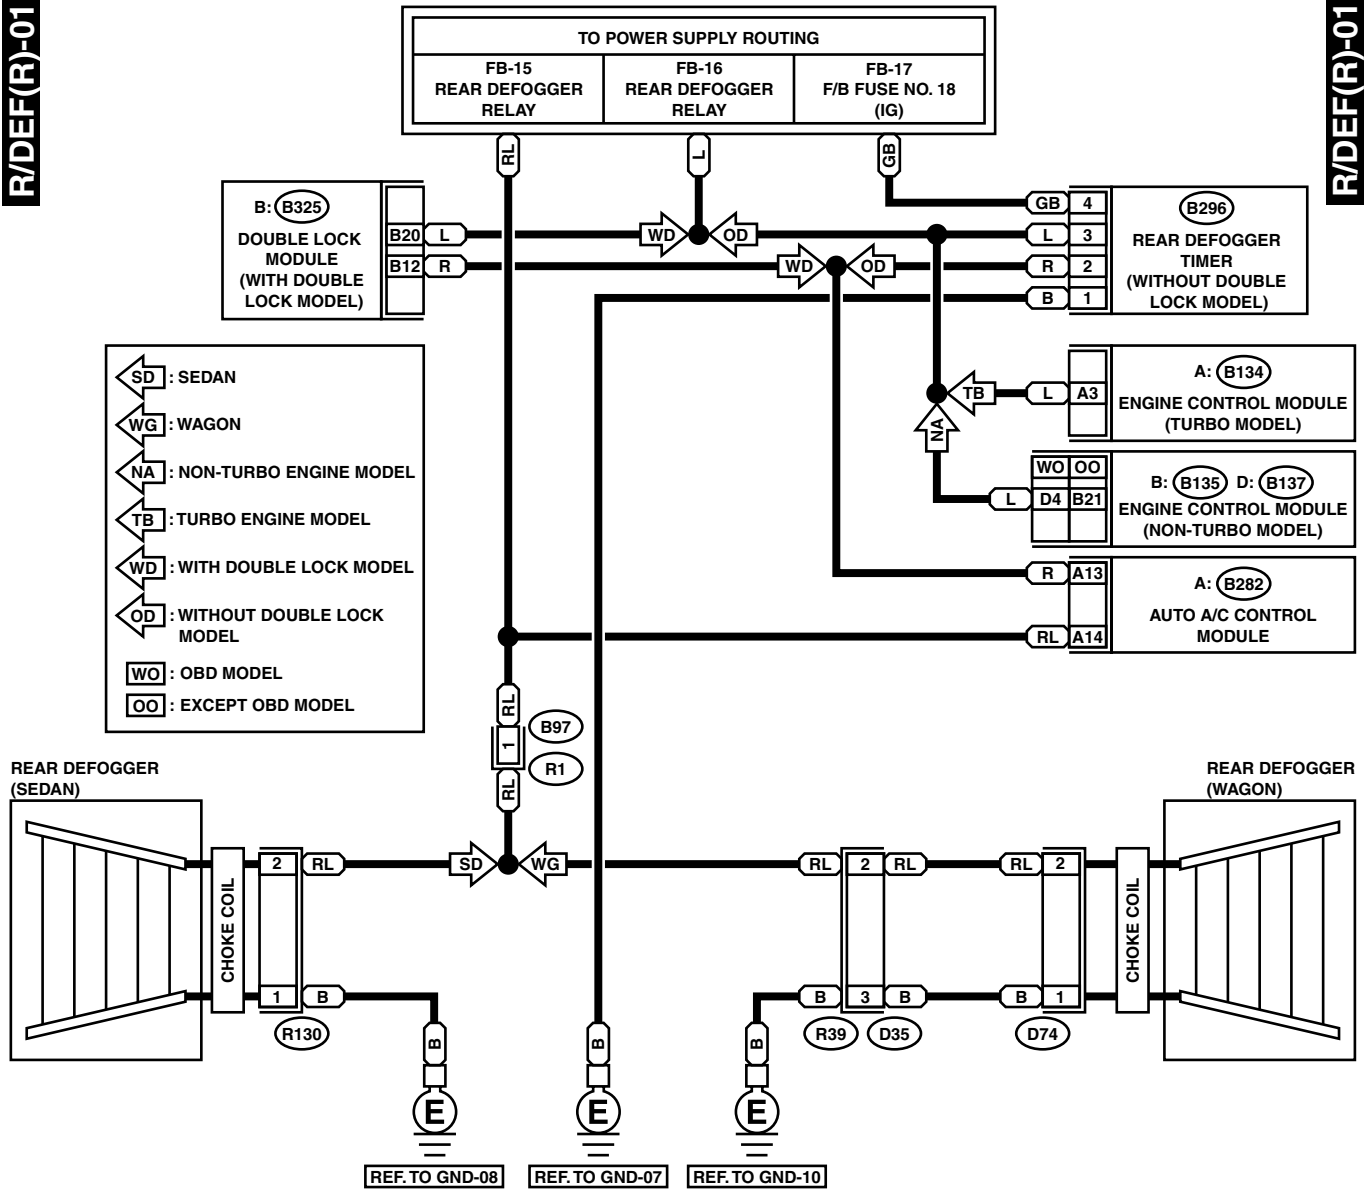 R/DEF(R)-01
R/DEF(R)-01
TO POWER SUPPLY ROUTING
FB-15
REAR DEFOGGER
RELAY
FB-16
REAR DEFOGGER
RELAY
FB-17
F/B FUSE NO. 18
(IG)
RL
L
GB
B: B325
DOUBLE LOCK
MODULE
(WITH DOUBLE
LOCK MODEL)
B20 L
B12 R
WD
OD
WD
OD
GB 4
L 3
R 2
B 1
B296
REAR DEFOGGER
TIMER
(WITHOUT DOUBLE
LOCK MODEL)
SD : SEDAN
WG : WAGON
NA : NON-TURBO ENGINE MODEL
TB : TURBO ENGINE MODEL
WD : WITH DOUBLE LOCK MODEL
OD : WITHOUT DOUBLE LOCK
MODEL
WO : OBD MODEL
OO : EXCEPT OBD MODEL
TB
L A3
A: B134
ENGINE CONTROL MODULE
(TURBO MODEL)
NA
WO OO
L D4 B21
B: B135 D: B137
ENGINE CONTROL MODULE
(NON-TURBO MODEL)
R A13
RL A14
A: B282
AUTO A/C CONTROL
MODULE
RL
1
B97
R1
RL
REAR DEFOGGER
(SEDAN)
REAR DEFOGGER
(WAGON)
CHOKE COIL
2 RL
SD
WG
RL 2 RL
RL 2
CHOKE COIL
1 B
B 3 B
B 1
R130
R39
D35
D74
B
B
B
E
E
E
REF. TO GND-08
REF. TO GND-07
REF. TO GND-10